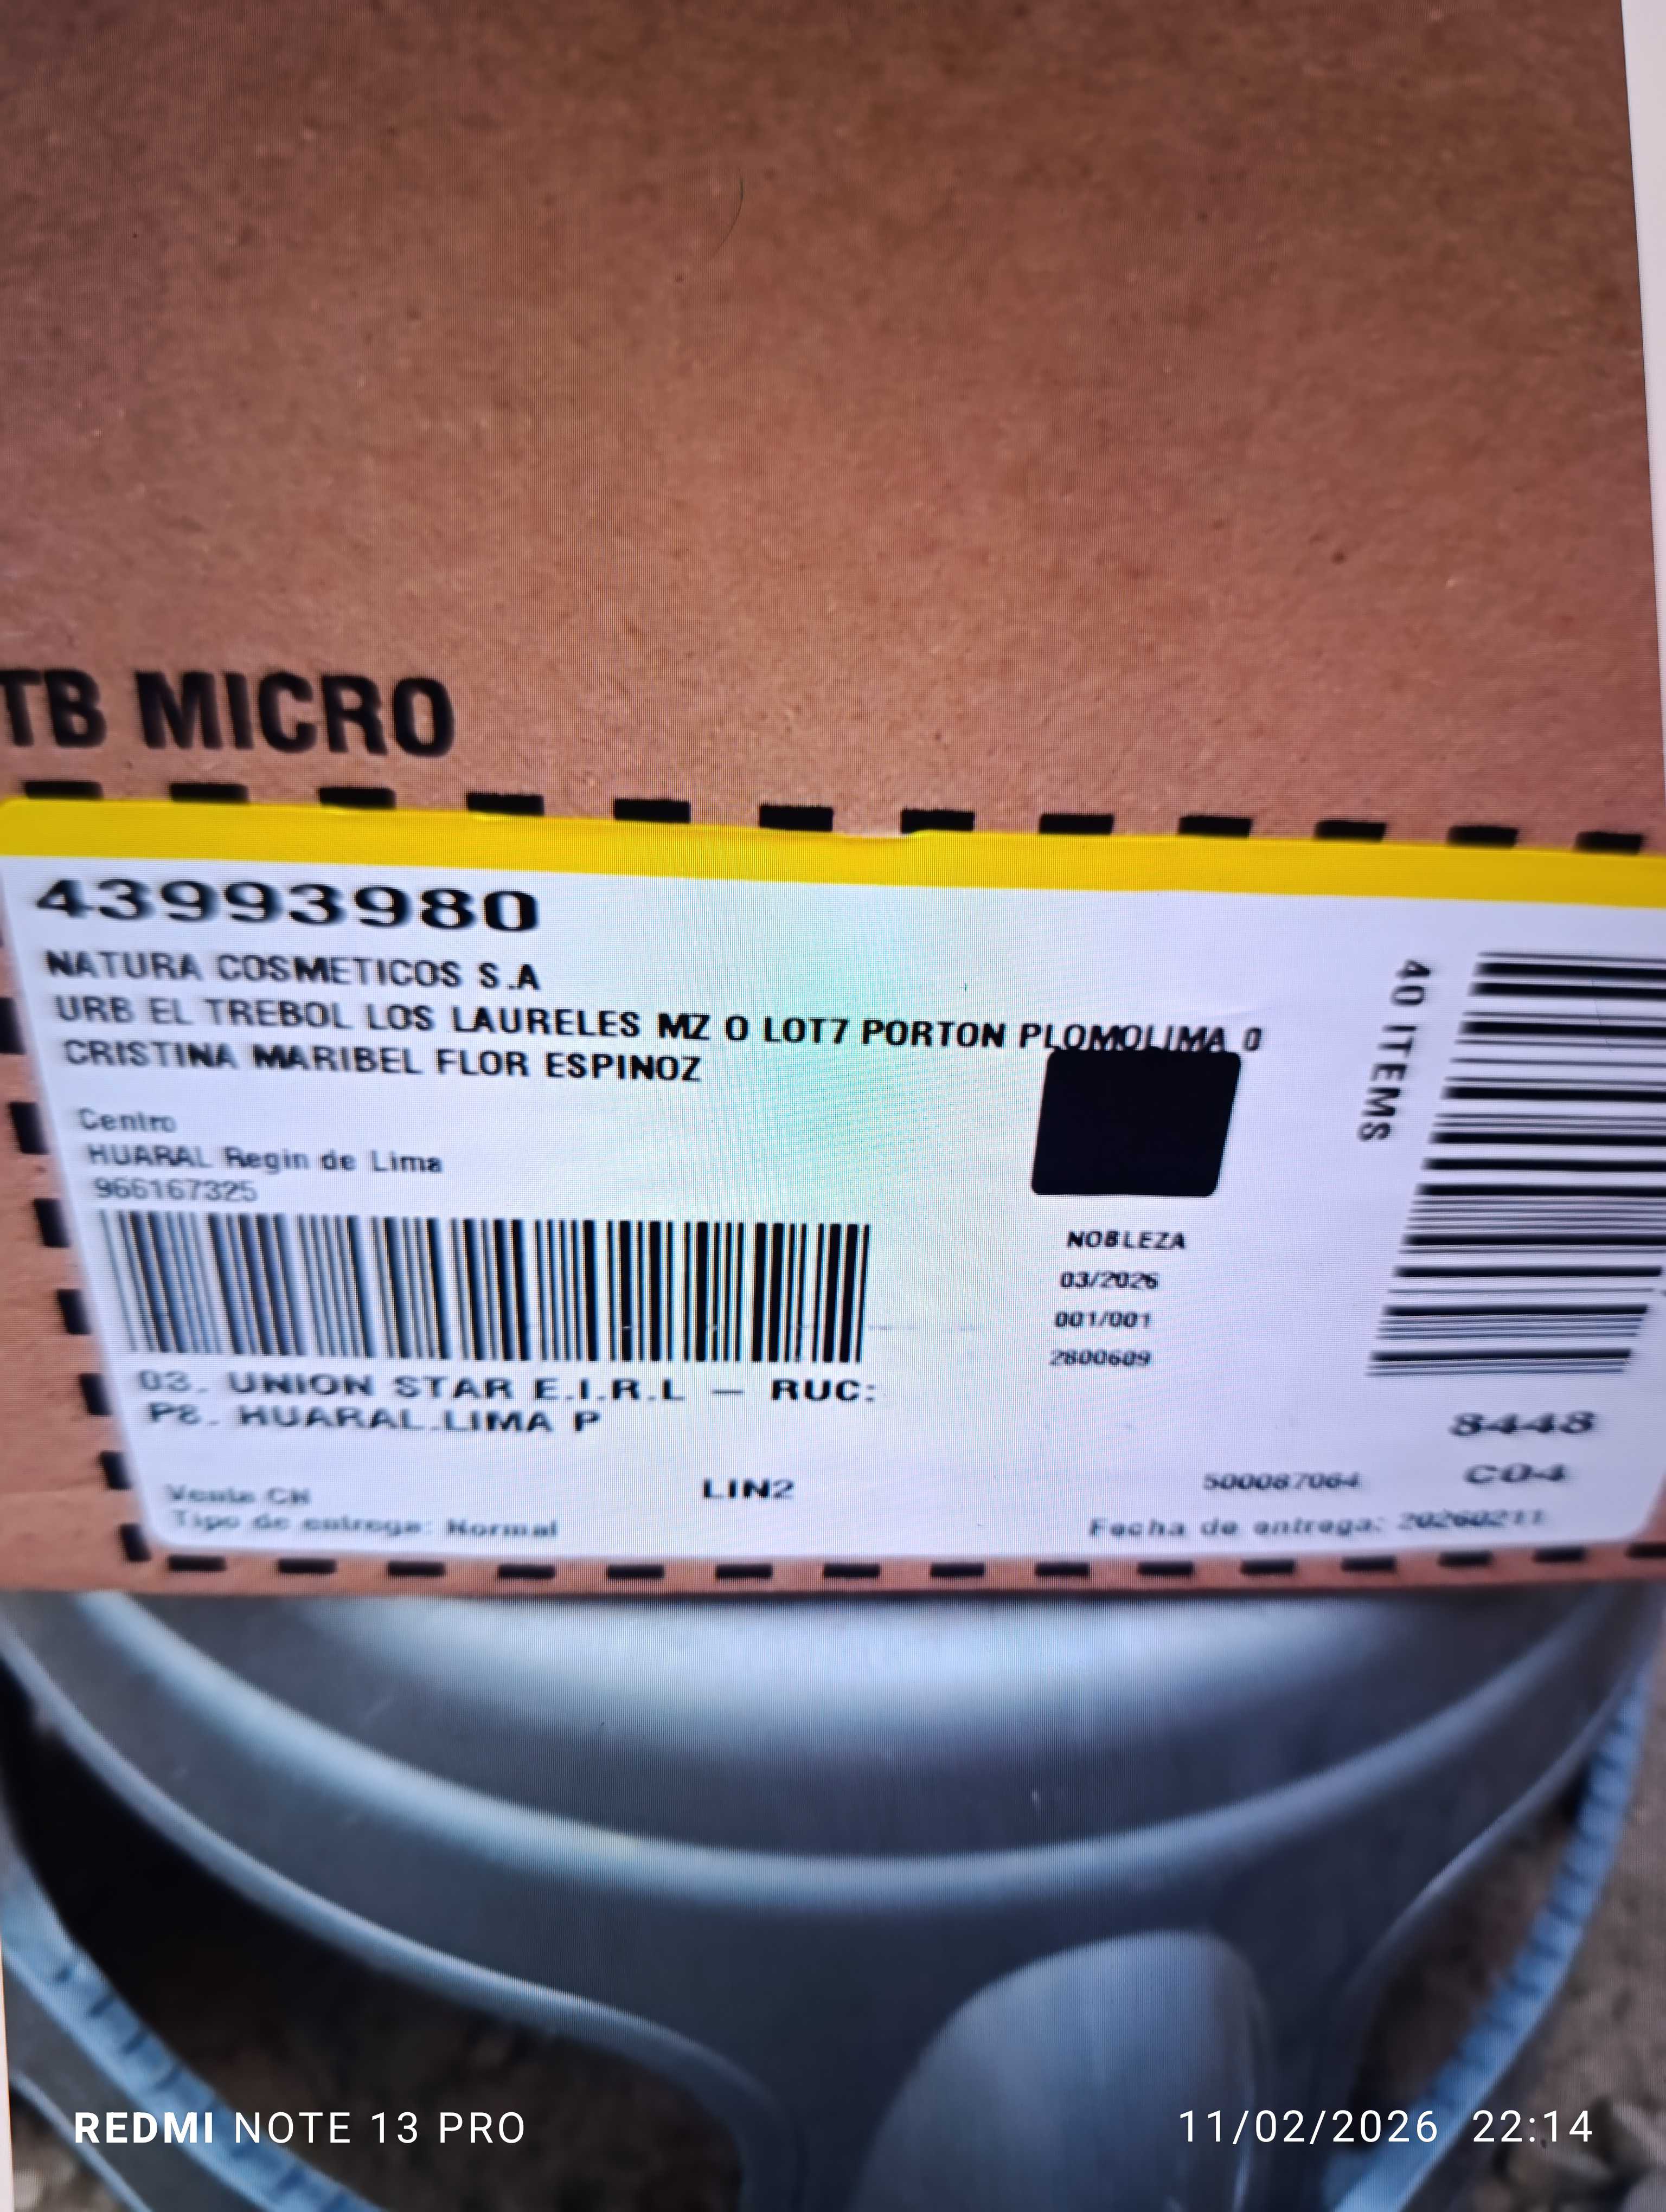 TB MICRO
43993980
NATURA COSMETICOS S.A
URB EL TREBOL LOS LAURELES MZ O LOT7 PORTON PLOMOLIMA 0
CRISTINA MARIBEL FLOR ESPINOZ
Centro
HUARAL Regin de Lima
966167325
40 ITEMS
NOBLEZA
03/2026
001/001
2800609
03. UNION STAR E.I.R.L — RUC:
P8. HUARAL.LIMA P
8448
C04
LIN2
500087064
Venta CN
Tipo de entrega: Normal
Fecha de entrega: 20260211
REDMI NOTE 13 PRO
11/02/2026 22:14